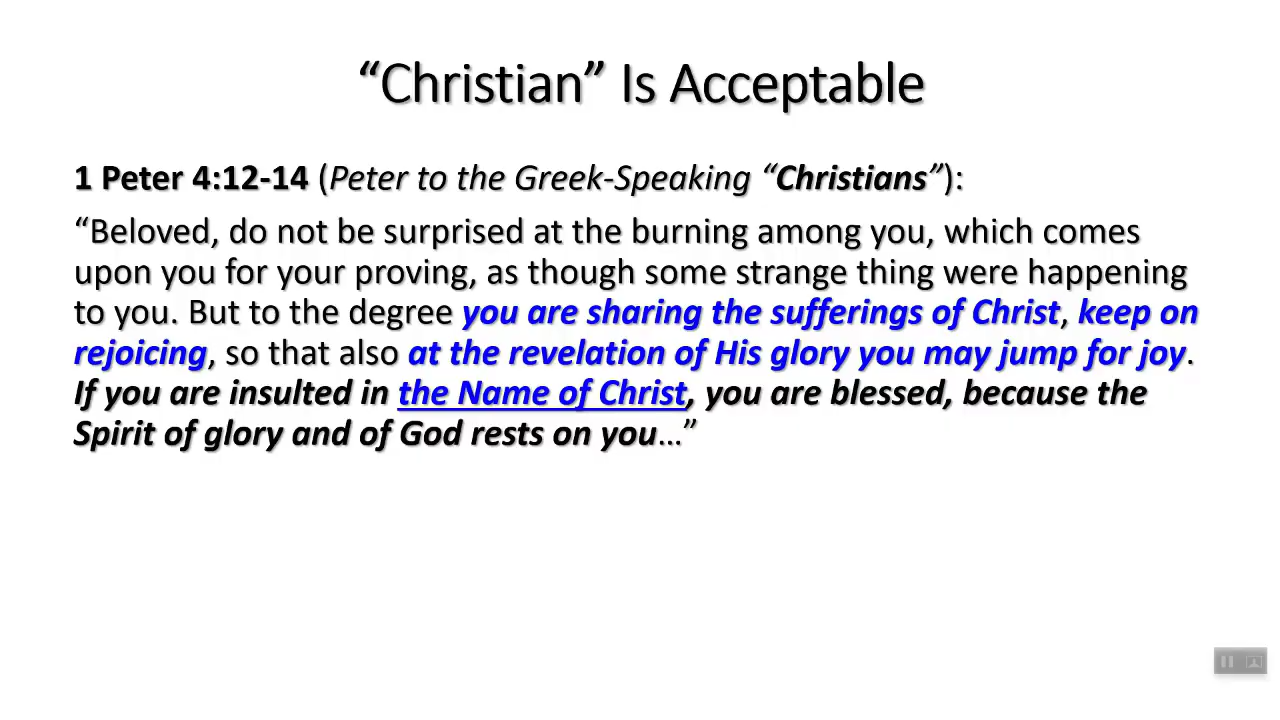 “Christian” Is Acceptable
1 Peter 4:12-14 (Peter to the Greek-Speaking “Christians”):
“Beloved, do not be surprised at the burning among you, which comes
upon you for your proving, as though some strange thing were happening
to you. But to the degree you are sharing the sufferings of Christ, keep on
rejoicing, so that also at the revelation of His glory you may jump for joy.
If you are insulted in the Name of Christ, you are blessed, because the
Spirit of glory and of God rests on you…”